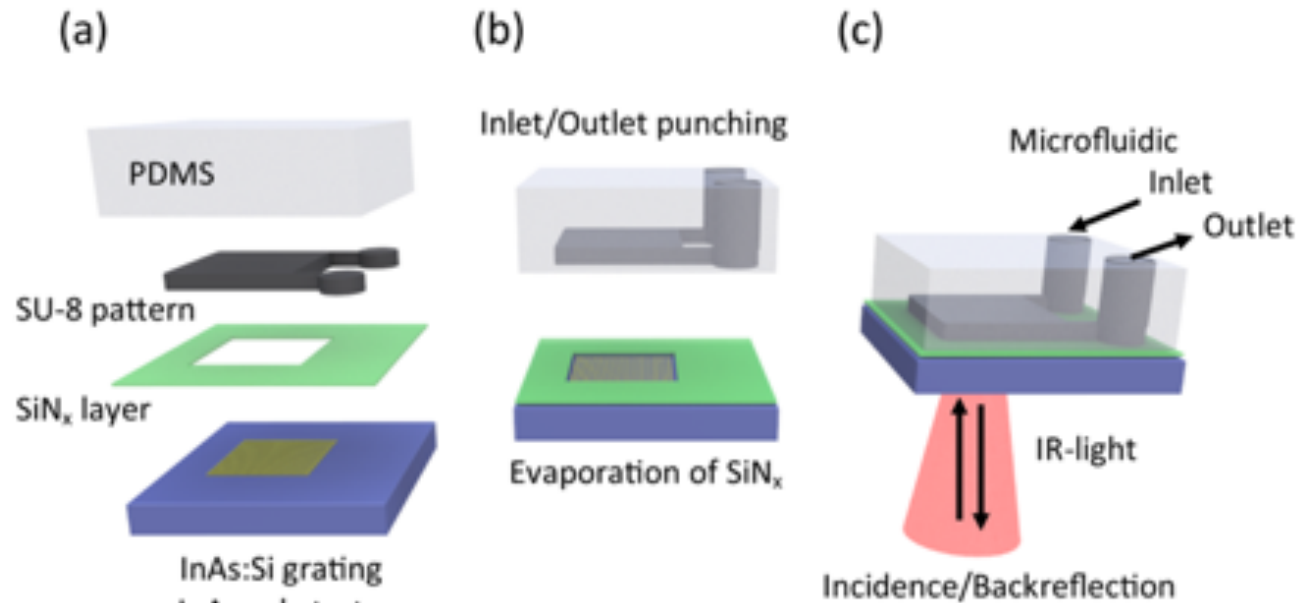 (a)
PDMS
SU-8 pattern
SiNx layer
InAs:Si grating
(b)
Inlet/Outlet punching
Evaporation of SiNx
(c)
Microfluidic
Inlet
Outlet
IR-light
Incidence/Backreflection